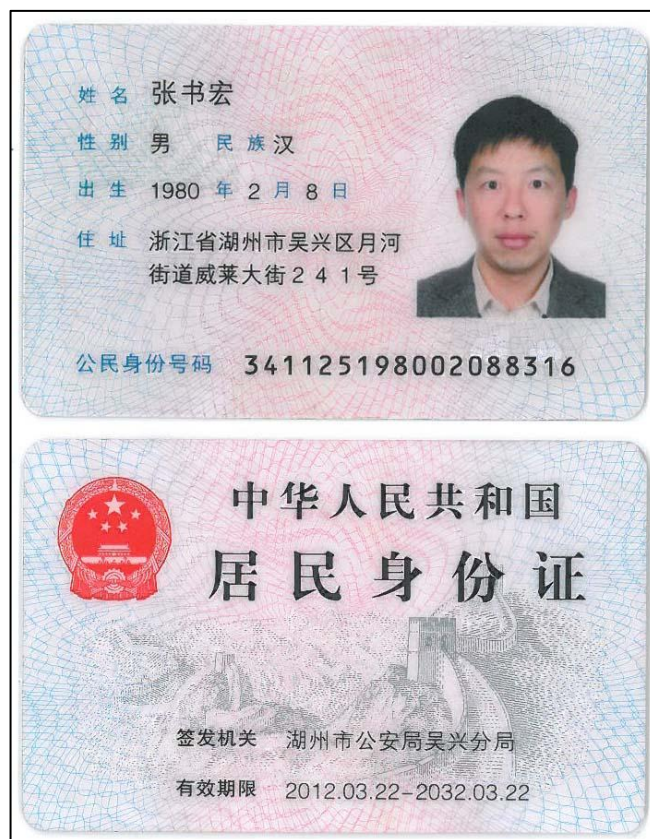 姓名 张书宏
性别 男 民族 汉
出生 1980 年 2 月 8 日
住址 浙江省湖州市吴兴区月河
街道威莱大街241号
公民身份号码 341125198002088316
中华人民共和国
居民身份证
签发机关 湖州市公安局吴兴分局
有效期限 2012.03.22-2032.03.22